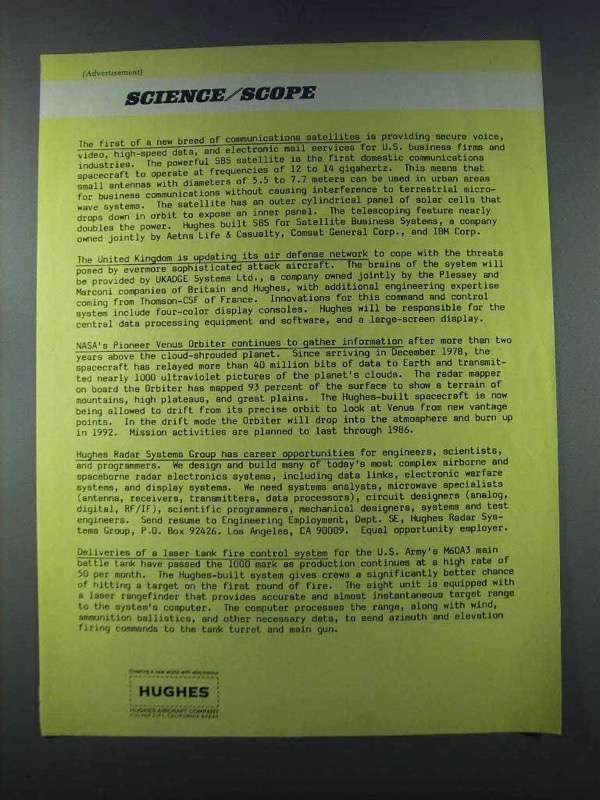 (Advertisement)
SCIENCE/SCOPE
The first of a new breed of communications satellites is providing secure voice,
video, high-speed data, and electronic mail services for U.S. business firms and
industries. The powerful SBS satellite is the first domestic communications
spacecraft to operate at frequencies of 12 to 14 gigahertz. This means that
small antennas with diameters of 5.5 to 7.7 meters can be used in urban areas
for business communications without causing interference to terrestrial micro-
wave systems. The satellite has an outer cylindrical panel of solar cells that
drops down in orbit to expose an inner panel. The telescoping feature nearly
doubles the power. Hughes built SBS for Satellite Business Systems, a company
owned jointly by Aetna Life & Casualty, Comsat General Corp., and IBM Corp.
The United Kingdom is updating its air defense network to cope with the threats
posed by evermore sophisticated attack aircraft. The brains of the system will
be provided by UKADGE Systems Ltd., a company owned jointly by the Plessey and
Marconi companies of Britain and Hughes, with additional engineering expertise
coming from Thomson-CSF of France. Innovations for this command and control
system include four-color display consoles. Hughes will be responsible for the
central data processing equipment and software, and a large-screen display.
NASA's Pioneer Venus Orbiter continues to gather information after more than two
years above the cloud-shrouded planet. Since arriving in December 1978, the
spacecraft has relayed more than 40 million bits of data to Earth and transmit-
ted nearly 1000 ultraviolet pictures of the planet's clouds. The radar mapper
on board the Orbiter has mapped 93 percent of the surface to show a terrain of
mountains, high plateaus, and great plains. The Hughes-built spacecraft is now
being allowed to drift from its precise orbit to look at Venus from new vantage
points. In the drift mode the Orbiter will drop into the atmosphere and burn up
in 1992. Mission activities are planned to last through 1986.
Hughes Radar Systems Group has career opportunities for engineers, scientists,
and programmers. We design and build many of today's most complex airborne and
spaceborne radar electronics systems, including data links, electronic warfare
systems, and display systems. We need systems analysts, microwave specialists
(antenna, receivers, transmitters, data processors), circuit designers (analog,
digital, RF/IF), scientific programmers, mechanical designers, systems and test
engineers. Send resume to Engineering Employment, Dept. SE, Hughes Radar Sys-
tems Group, P.O. Box 92426, Los Angeles, CA 90009. Equal opportunity employer.
Deliveries of a laser tank fire control system for the U.S. Army's M60A3 main
battle tank have passed the 1000 mark as production continues at a high rate of
50 per month. The Hughes-built system gives crews a significantly better chance
of hitting a target on the first round of fire. The sight unit is equipped with
a laser rangefinder that provides accurate and almost instantaneous target range
to the system's computer. The computer processes the range, along with wind,
ammunition ballistics, and other necessary data, to send azimuth and elevation
firing commands to the tank turret and main gun.
Creating a new world with electronics
HUGHES
HUGHES AIRCRAFT COMPANY
CULVER CITY, CALIFORNIA 90230